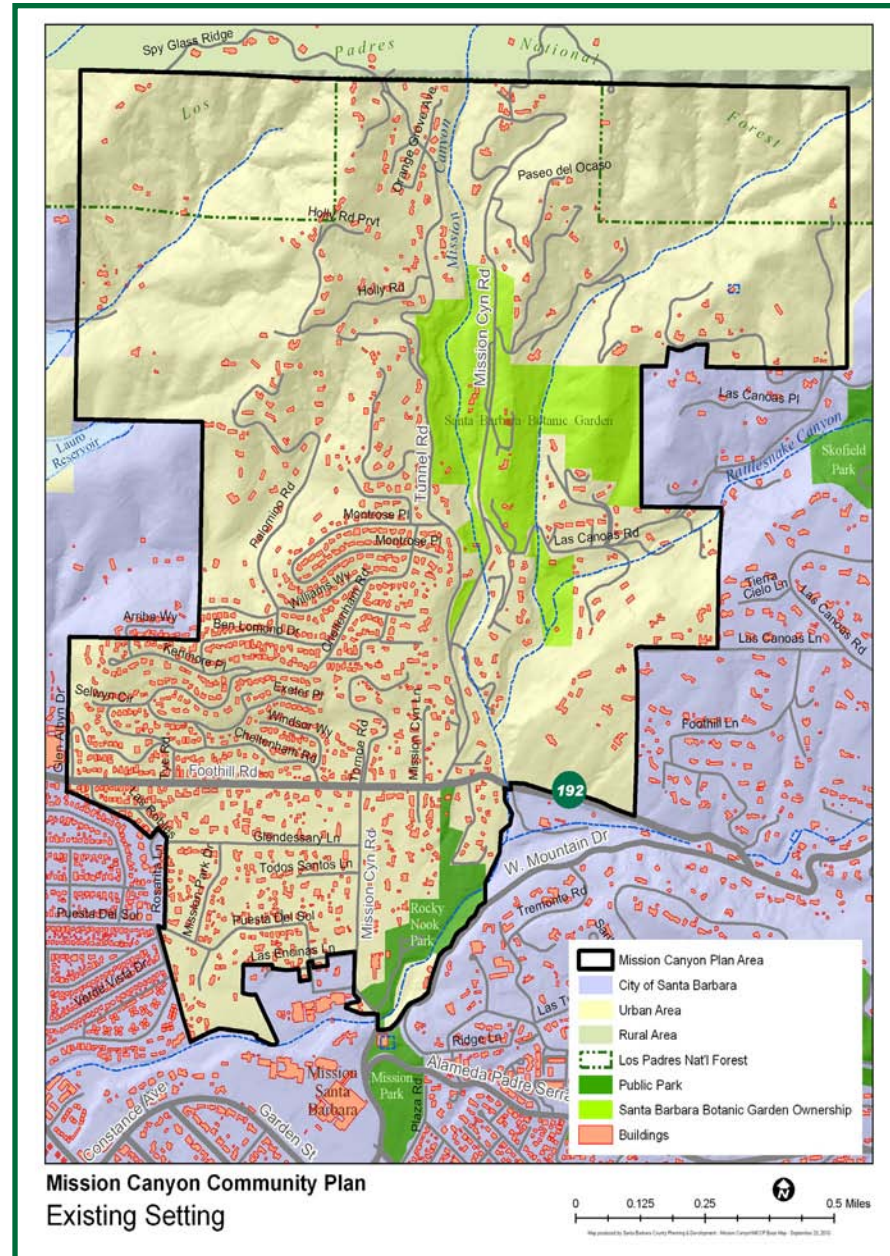 Spy Glass Ridge
Padres
National
Los
Orange Grove Ave
Canyon
Forest
Paseo del Ocaso
Holly Rd Prvt
Mission
Holly Rd
Mission Cyn Rd
Las Canoas Pl
Santa Barbara Botanic Garden
Rattlesnake Canyon
Lauro
Reservoir
Tunnel Rd
Skofield
Park
Palomino Rd
Montrose Pl
Montrose Pl
Las Canoas Rd
Williams Wy
Cheltenham Rd
Tierra
Cielo Ln
Las Canoas Rd
Arriba Wy
Ben Lomond Dr
Las Canoas Ln
Kenmore Pl
Exeter Pl
Selwyn Cir
Windsor Wy
Foothill Ln
Glen Albyn Dr
Tye Rd
Cheltenham Rd
Tornoe Rd
Mission Cyn Ln
Foothill Rd
192
Los Robles
Glendessary Ln
W. Mountain Dr
Rosaria Ln
Mission Park Dr
Todos Santos Ln
Mission Cyn Rd
Tremonto Rd
Puesta Del Sol
Puesta Del Sol
Rocky
Nook
Park
Las Encinas Ln
Verde Vista Dr
Ridge Ln
Mission
Santa
Barbara
Mission
Park
Plaza Rd
Alameda Padre Serra
Constance Ave
Garden St
Mission Canyon Plan Area
City of Santa Barbara
Urban Area
Rural Area
Los Padres Nat'l Forest
Public Park
Santa Barbara Botanic Garden Ownership
Buildings
Mission Canyon Community Plan
Existing Setting
N
0 0.125 0.25 0.5 Miles